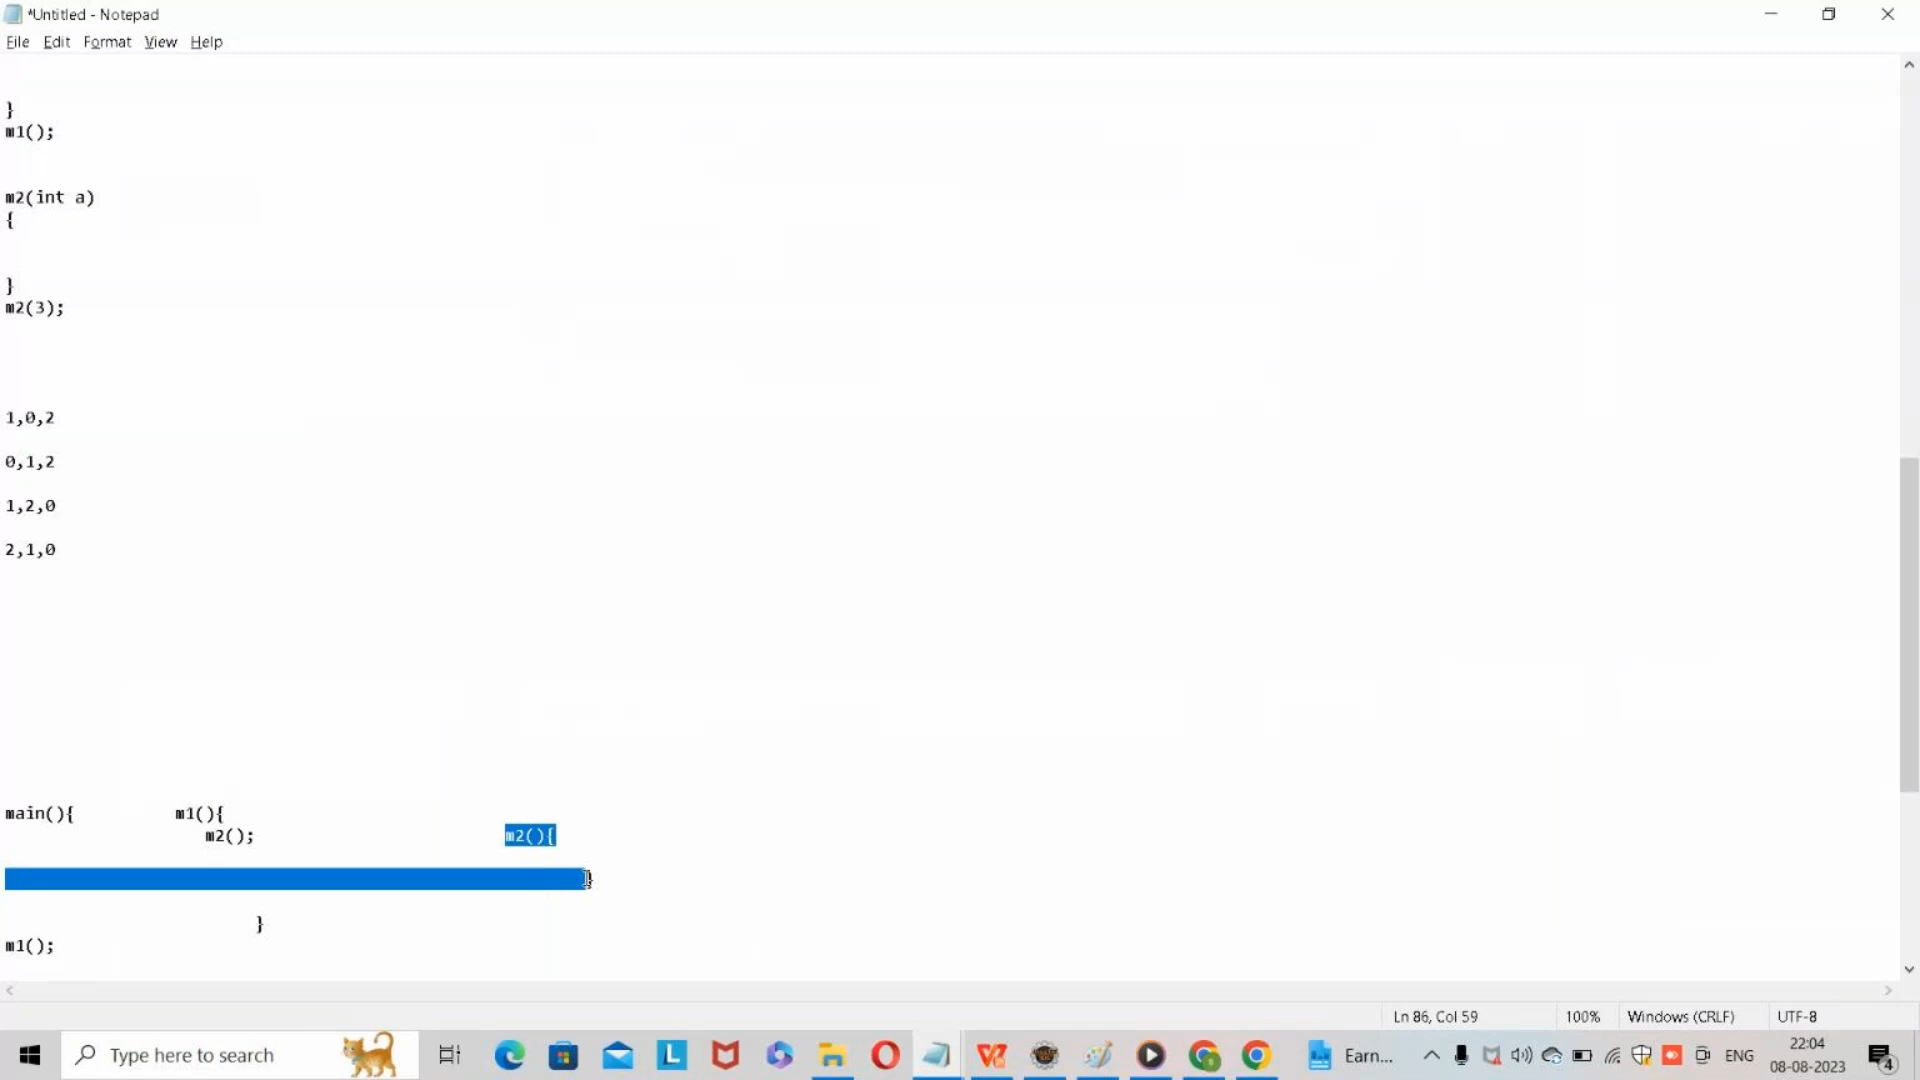 *Untitled - Notepad
File Edit Format View Help
}
m1();
m2(int a)
{
}
m2(3);
1,0,2
0,1,2
1,2,0
2,1,0
main(){ m1(){
m2(); m2(){
}
}
m1();
Ln 86, Col 59 100% Windows (CRLF) UTF-8
Type here to search Earn... ENG 22:04
08-08-2023 4